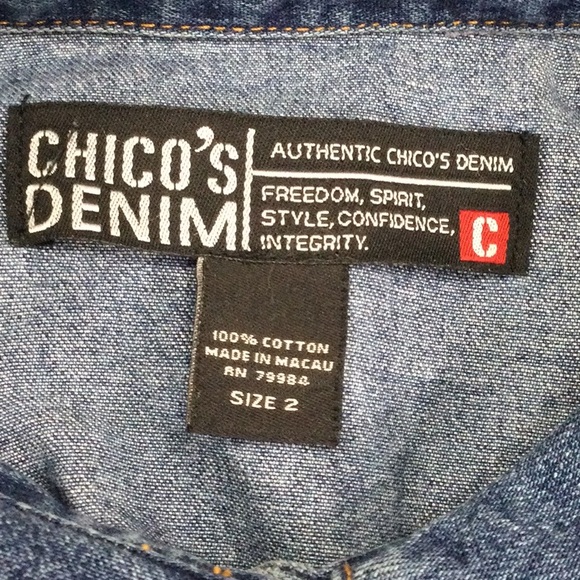 CHICO'S
DENIM
AUTHENTIC CHICO'S DENIM
FREEDOM, SPIRIT,
STYLE, CONFIDENCE,
INTEGRITY.
C
100% COTTON
MADE IN MACAU
RN 79984
SIZE 2